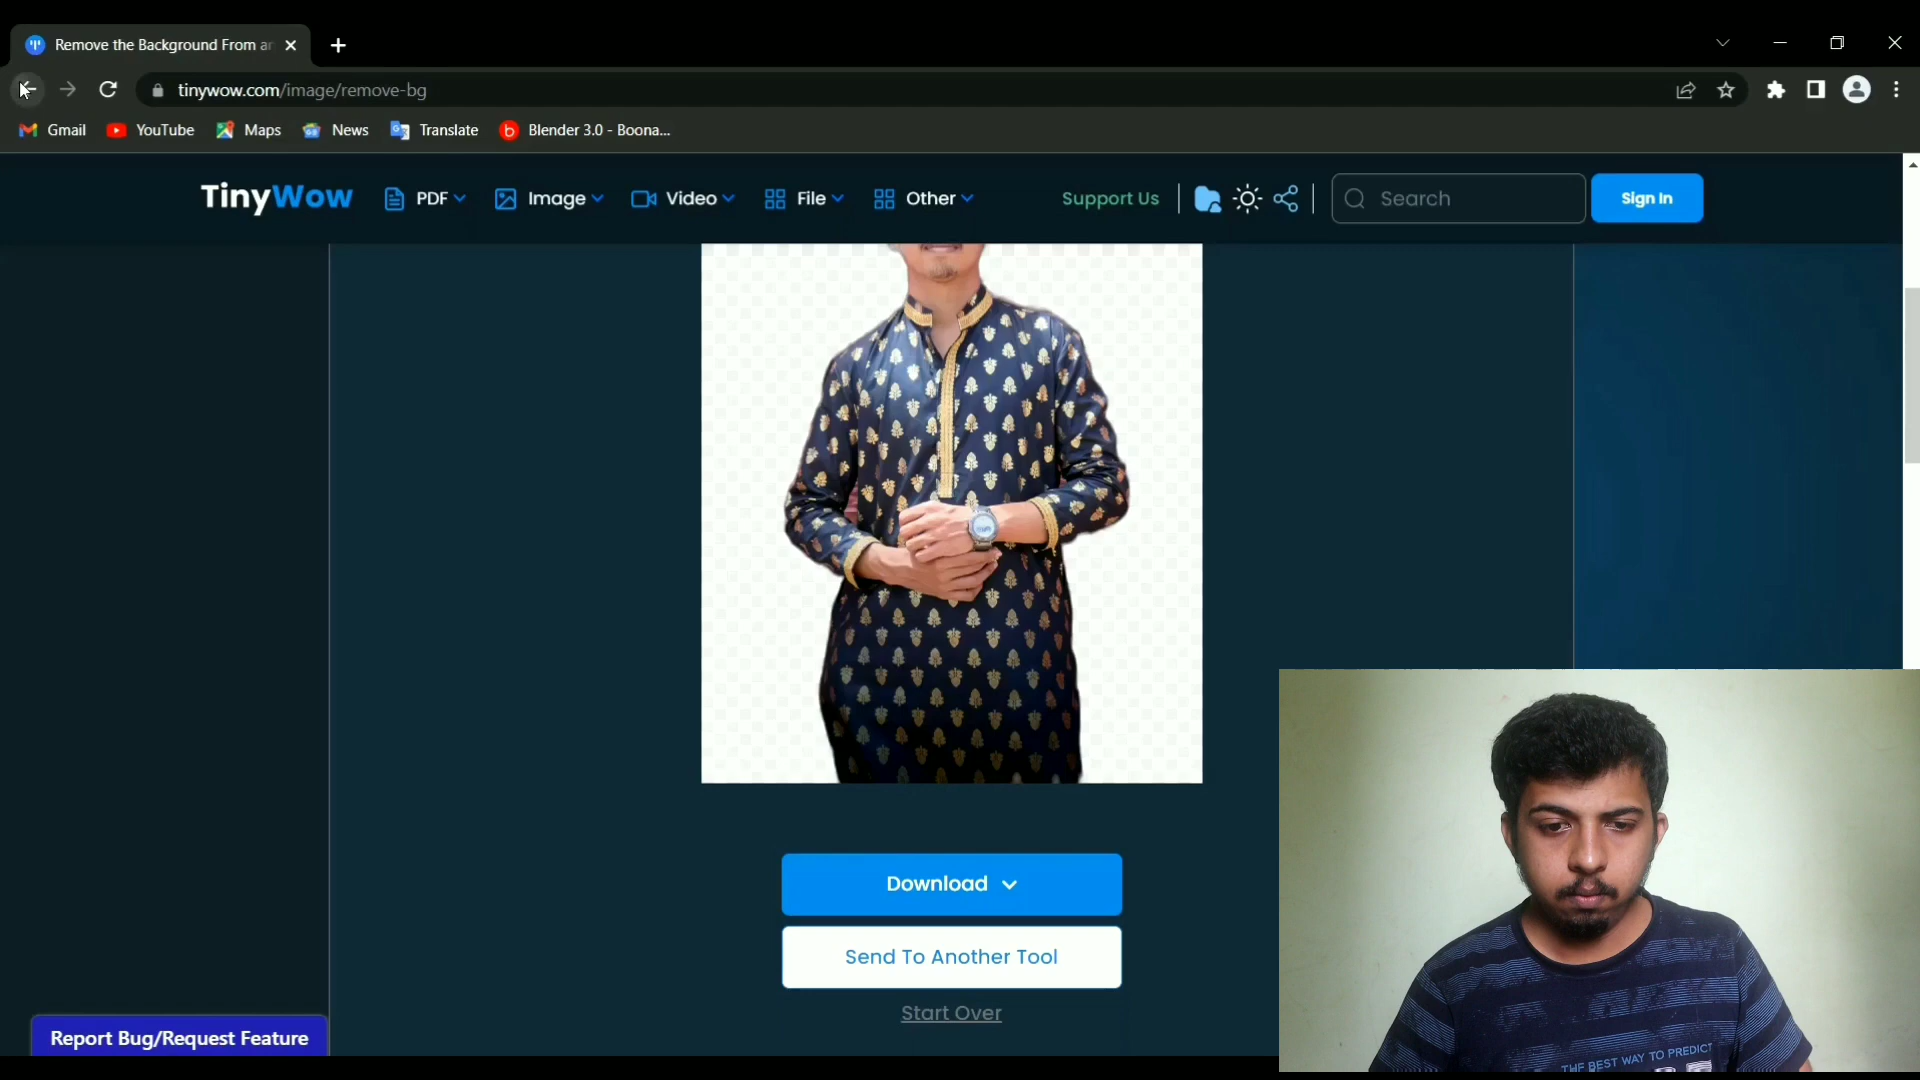 Remove the Background From a
tinywow.com/image/remove-bg
Gmail YouTube Maps News Translate Blender 3.0 - Boona...
TinyWow PDF Image Video File Other Support Us Search Sign In
Download
Send To Another Tool
Start Over
Report Bug/Request Feature
THE BEST WAY TO PREDICT